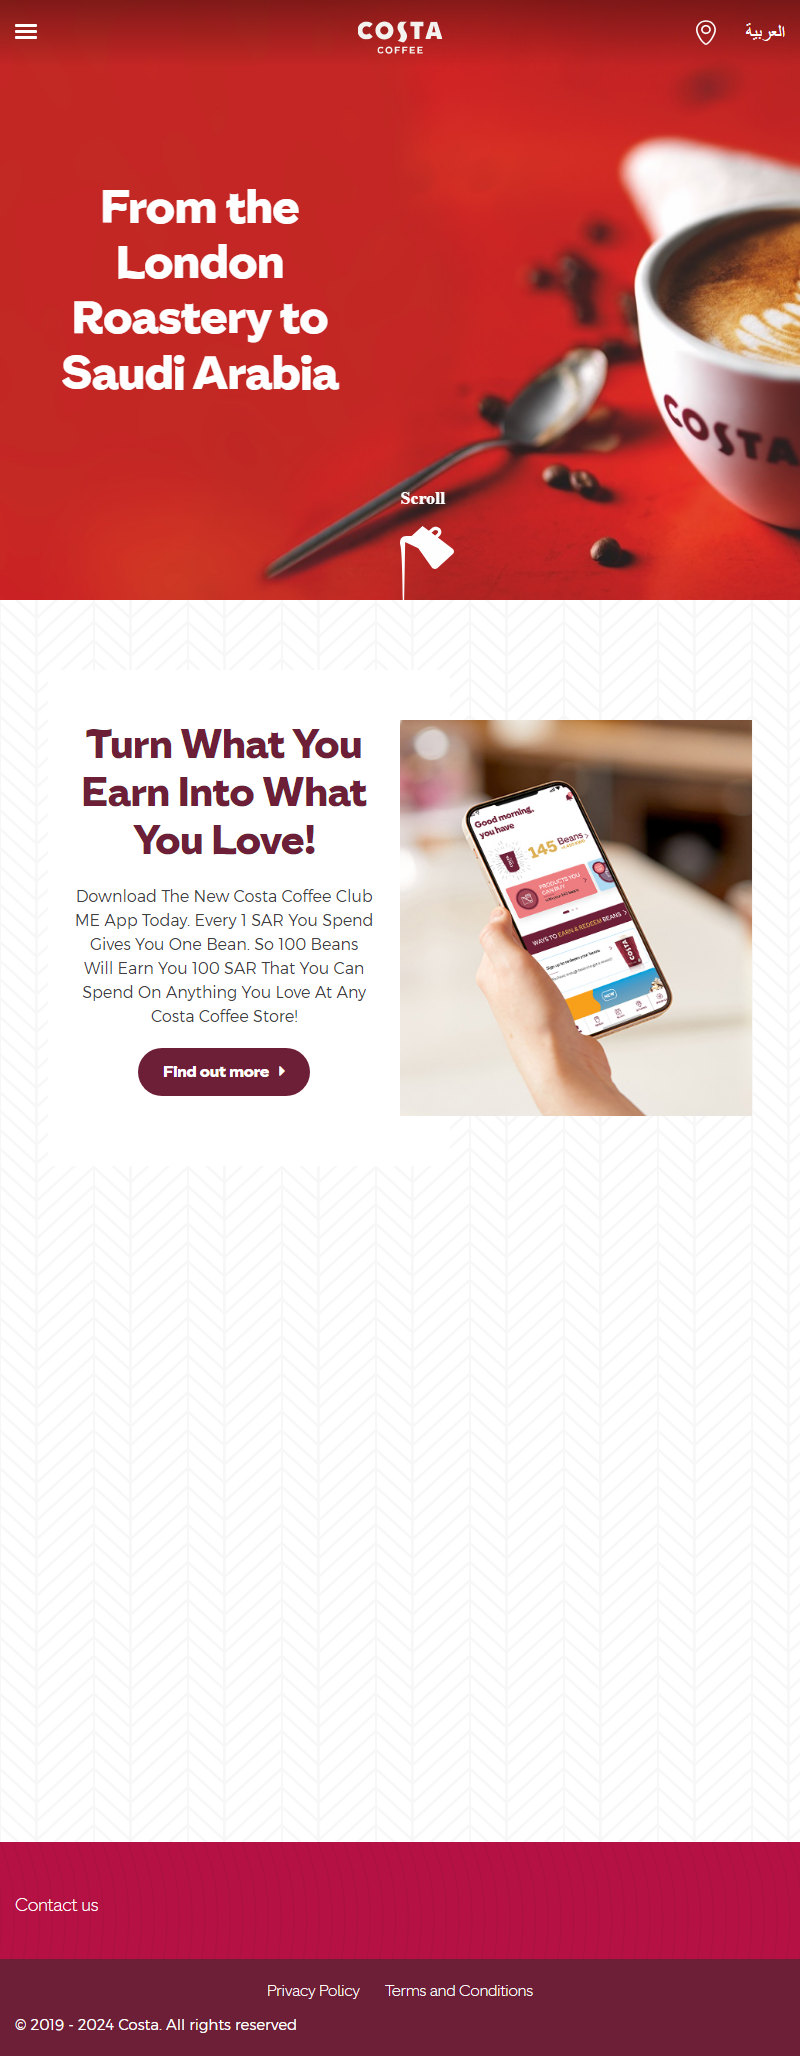 COSTA
COFFEE
العربية
From the
London
Roastery to
Saudi Arabia
COSTA
Scroll
Turn What You
Earn Into What
You Love!
Good morning,
you have
145 Beans
PRODUCTS YOU
CAN BUY
WAYS TO EARN & REDEEM BEANS
COSTA
NEW
Download The New Costa Coffee Club
ME App Today. Every 1 SAR You Spend
Gives You One Bean. So 100 Beans
Will Earn You 100 SAR That You Can
Spend On Anything You Love At Any
Costa Coffee Store!
Find out more
Contact us
Privacy Policy Terms and Conditions
© 2019 - 2024 Costa. All rights reserved